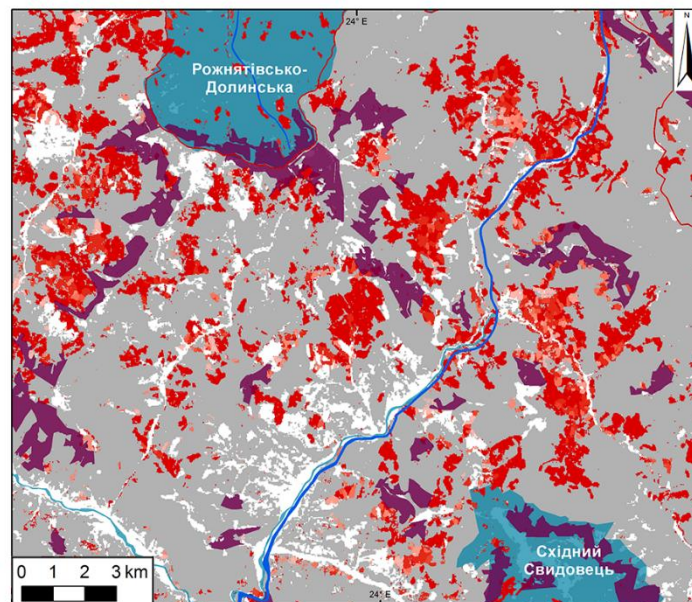 24° E
N
Рожнятівсько-
Долинська
Східний
Свидовець
0 1 2 3 km
24° E